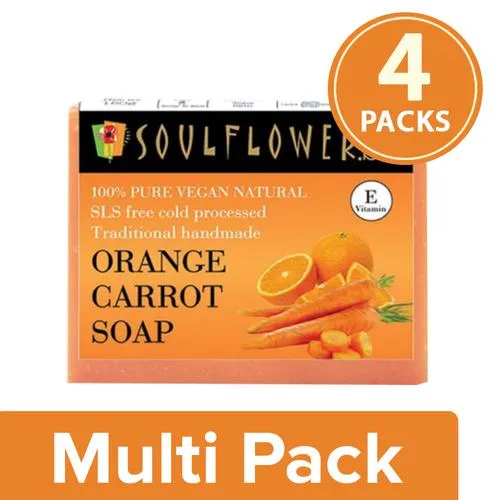 4
PACKS
SOULFLOWER
100% PURE VEGAN NATURAL
SLS free cold processed
Traditional handmade
E
Vitamin
ORANGE
CARROT
SOAP
Multi Pack